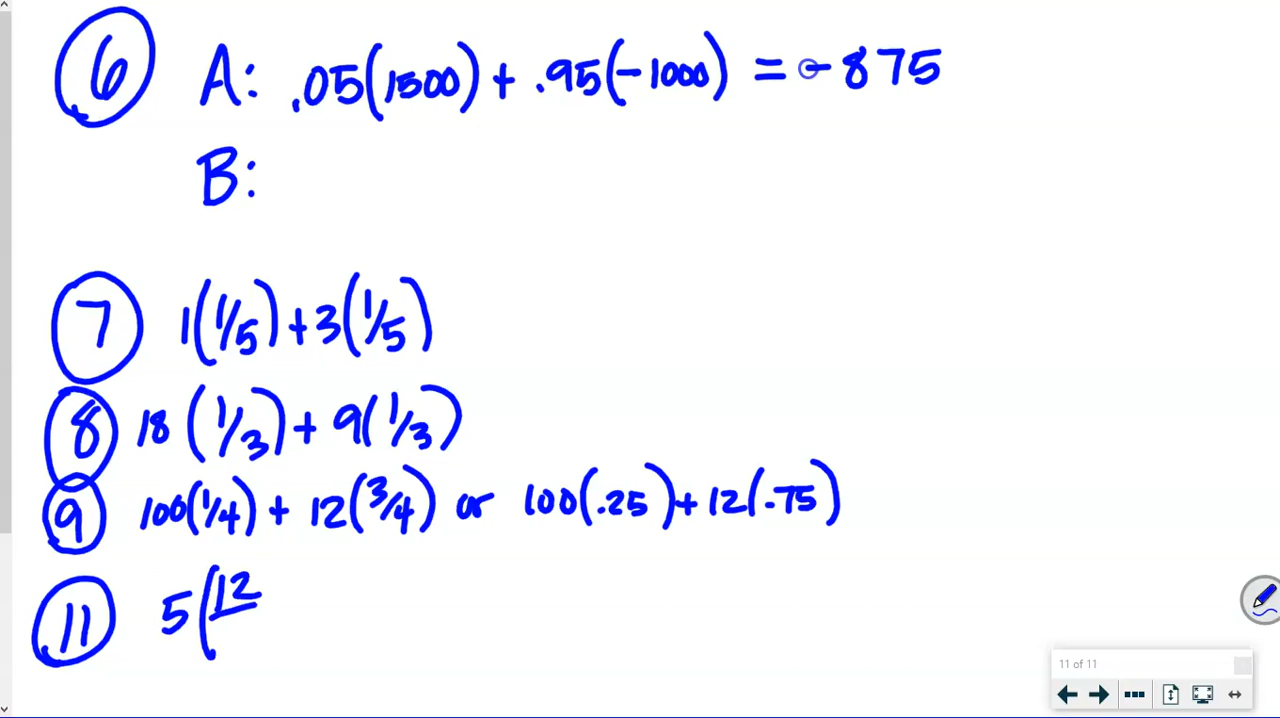 6 A: .05(1500) + .95(-1000) = -875
B:
7 1(1/5) + 3(1/5)
8 18(1/3) + 9(1/3)
9 100(1/4) + 12(3/4) or 100(.25) + 12(.75)
11 5(12
11 of 11